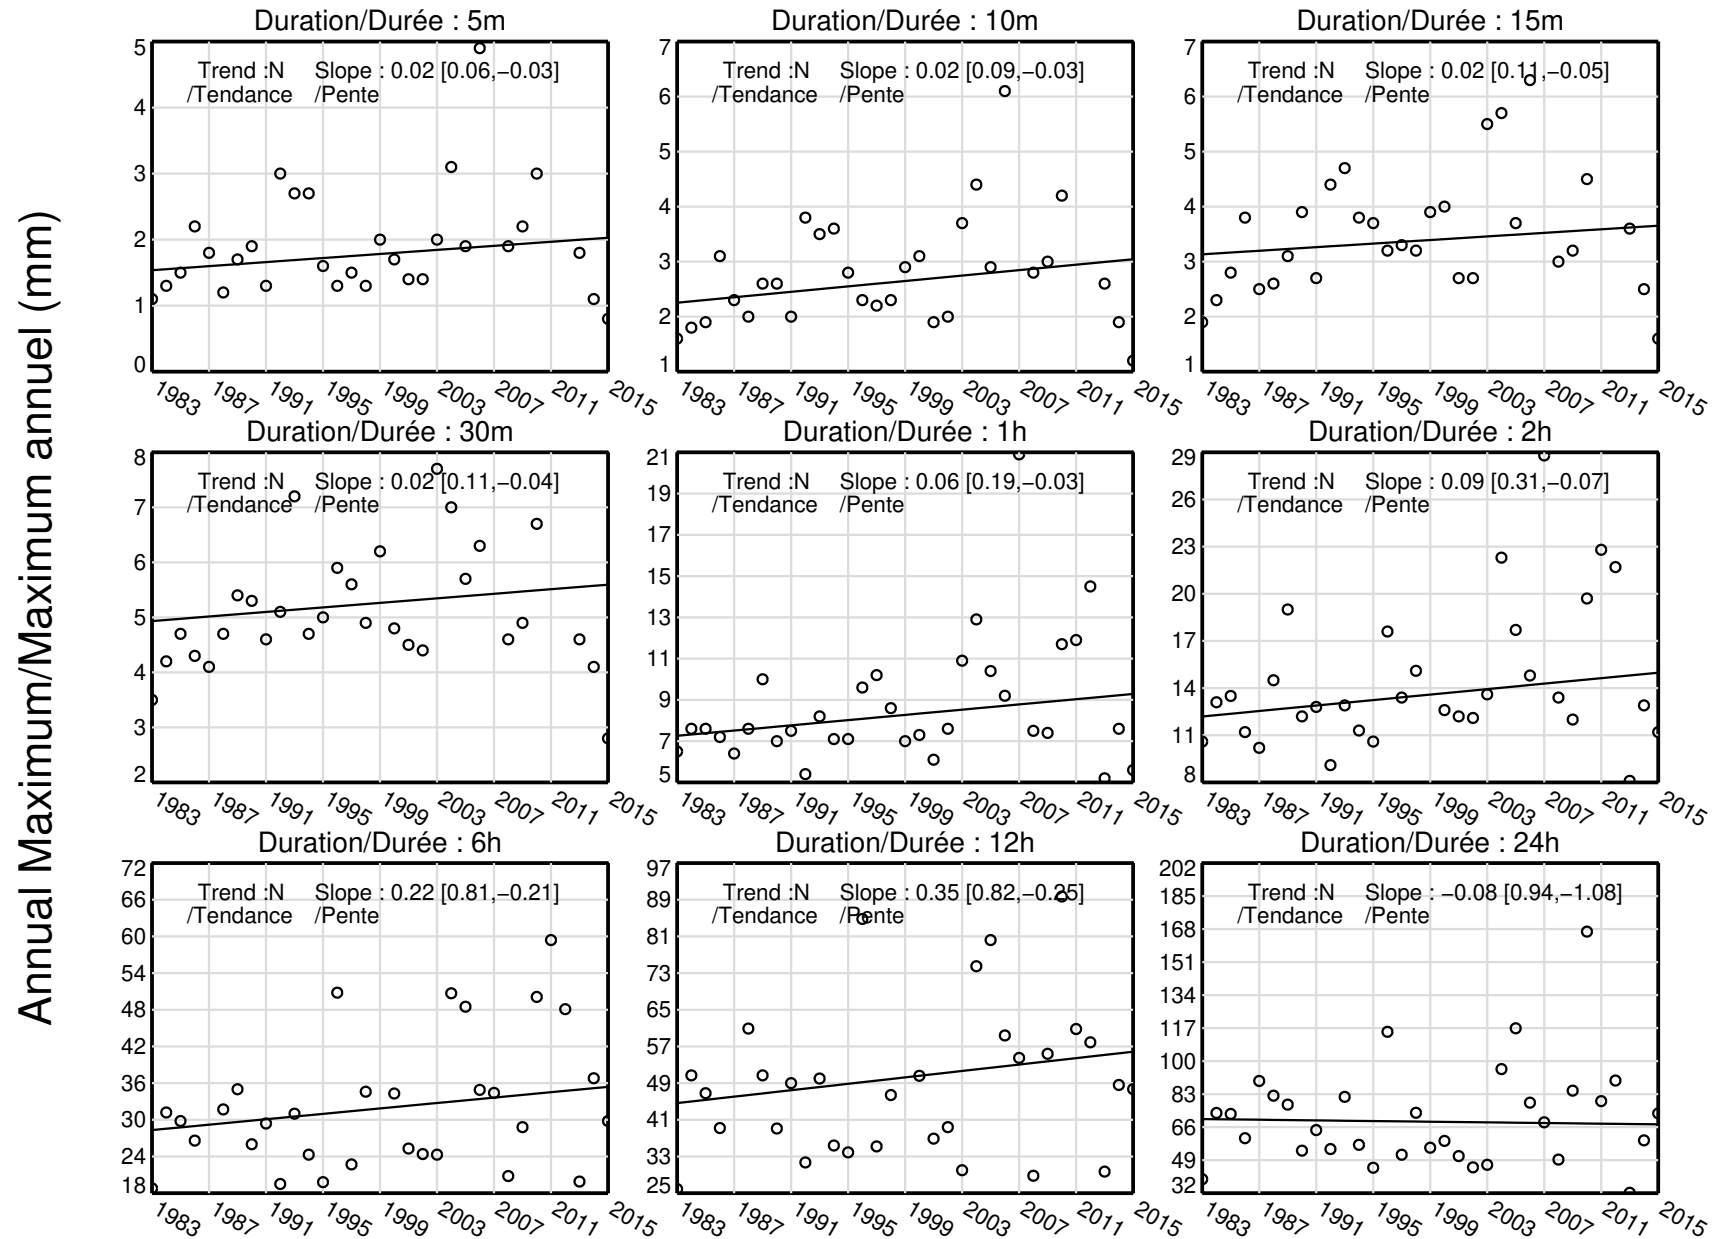 Annual Maximum/Maximum annuel (mm)
Duration/Durée : 5m
Trend :N Slope : 0.02 [0.06,−0.03]
/Tendance /Pente
5
4
3
2
1
0
1983 1987 1991 1995 1999 2003 2007 2011 2015
Duration/Durée : 10m
Trend :N Slope : 0.02 [0.09,−0.03]
/Tendance /Pente
7
6
5
4
3
2
1
1983 1987 1991 1995 1999 2003 2007 2011 2015
Duration/Durée : 15m
Trend :N Slope : 0.02 [0.11,−0.05]
/Tendance /Pente
7
6
5
4
3
2
1
1983 1987 1991 1995 1999 2003 2007 2011 2015
Duration/Durée : 30m
Trend :N Slope : 0.02 [0.11,−0.04]
/Tendance /Pente
8
7
6
5
4
3
2
1983 1987 1991 1995 1999 2003 2007 2011 2015
Duration/Durée : 1h
Trend :N Slope : 0.06 [0.19,−0.03]
/Tendance /Pente
21
19
17
15
13
11
9
7
5
1983 1987 1991 1995 1999 2003 2007 2011 2015
Duration/Durée : 2h
Trend :N Slope : 0.09 [0.31,−0.07]
/Tendance /Pente
29
26
23
20
17
14
11
8
1983 1987 1991 1995 1999 2003 2007 2011 2015
Duration/Durée : 6h
Trend :N Slope : 0.22 [0.81,−0.21]
/Tendance /Pente
72
66
60
54
48
42
36
30
24
18
1983 1987 1991 1995 1999 2003 2007 2011 2015
Duration/Durée : 12h
Trend :N Slope : 0.35 [0.82,−0.25]
/Tendance /Pente
97
89
81
73
65
57
49
41
33
25
1983 1987 1991 1995 1999 2003 2007 2011 2015
Duration/Durée : 24h
Trend :N Slope : −0.08 [0.94,−1.08]
/Tendance /Pente
202
185
168
151
134
117
100
83
66
49
32
1983 1987 1991 1995 1999 2003 2007 2011 2015